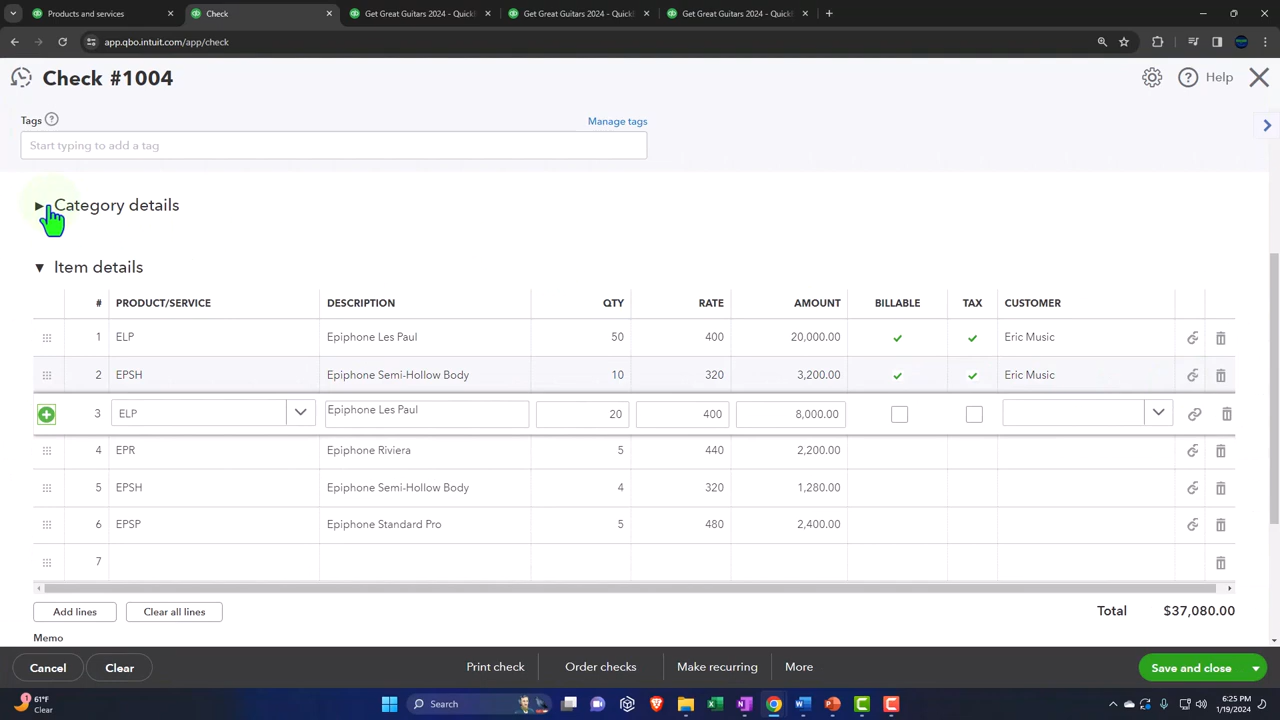 Products and services
Check
Get Great Guitars 2024 - QuickB
Get Great Guitars 2024 - QuickB
Get Great Guitars 2024 - QuickB
app.qbo.intuit.com/app/check
Check #1004
Help
Tags
Manage tags
Start typing to add a tag
Category details
Item details
# PRODUCT/SERVICE DESCRIPTION QTY RATE AMOUNT BILLABLE TAX CUSTOMER
1 ELP Epiphone Les Paul 50 400 20,000.00 Eric Music
2 EPSH Epiphone Semi-Hollow Body 10 320 3,200.00 Eric Music
3 ELP Epiphone Les Paul 20 400 8,000.00
4 EPR Epiphone Riviera 5 440 2,200.00
5 EPSH Epiphone Semi-Hollow Body 4 320 1,280.00
6 EPSP Epiphone Standard Pro 5 480 2,400.00
7
Add lines Clear all lines Total $37,080.00
Memo
Cancel Clear Print check Order checks Make recurring More Save and close
61°F
Clear
Search
6:25 PM
1/19/2024